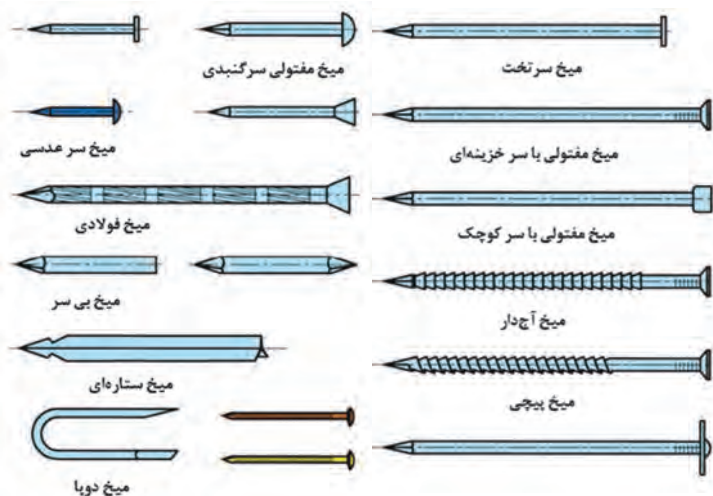 میخ سرتخت
میخ مفتولی سرگنبدی
میخ مفتولی با سر خزینه‌ای
میخ سر عدسی
میخ مفتولی با سر کوچک
میخ فولادی
میخ آج‌دار
میخ بی سر
میخ پیچی
میخ ستاره‌ای
میخ دوپا